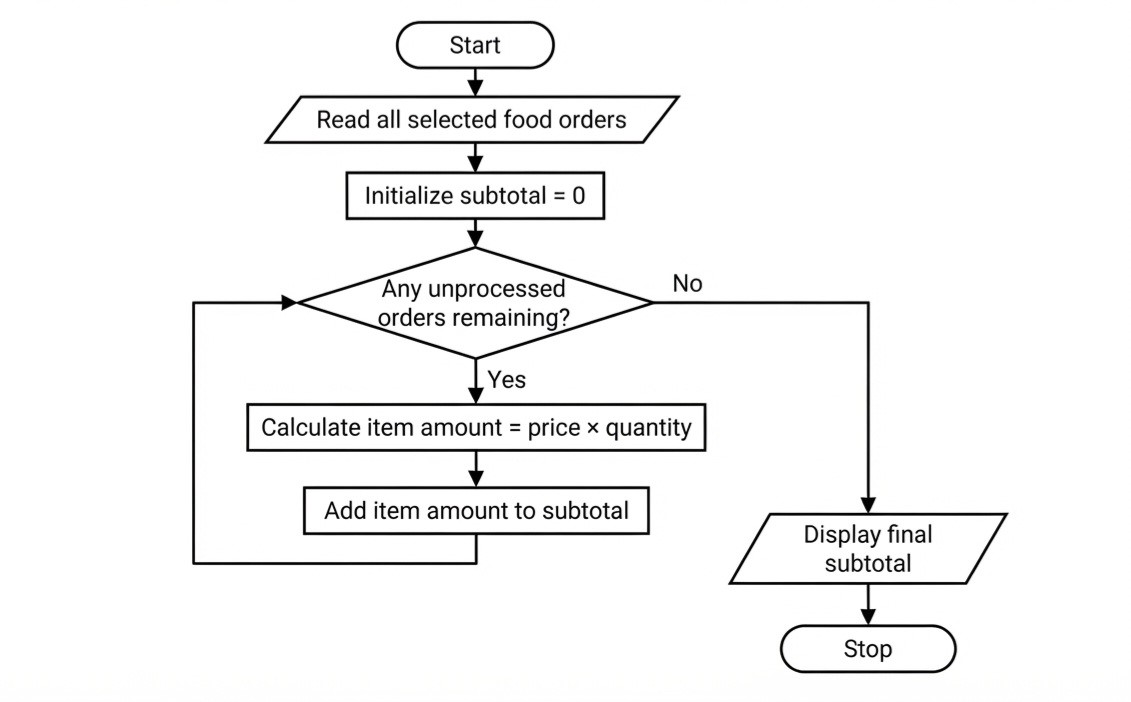 Start
Read all selected food orders
Initialize subtotal = 0
Any unprocessed
orders remaining?
No
Yes
Calculate item amount = price × quantity
Add item amount to subtotal
Display final
subtotal
Stop